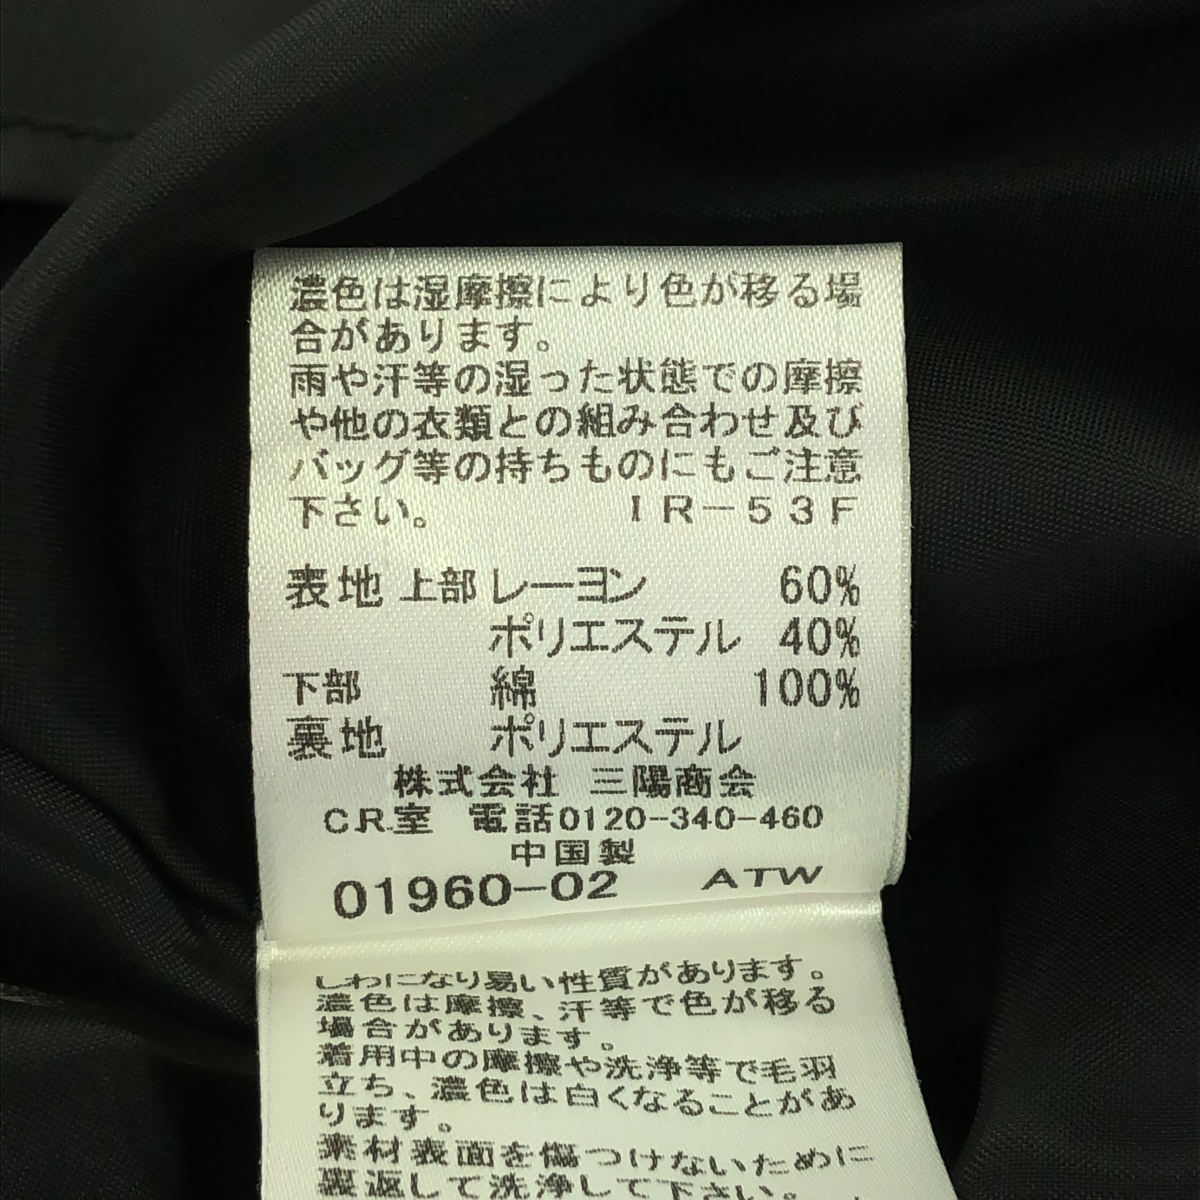 濃色は湿摩擦により色が移る場
合があります。
雨や汗等の湿った状態での摩擦
や他の衣類との組み合わせ及び
バッグ等の持ちものにもご注意
下さい。 IR-53F
表地 上部 レーヨン 60%
ポリエステル 40%
下部 綿 100%
裏地 ポリエステル
株式会社 三陽商会
C.R.室 電話0120-340-460
中国製
01960-02 ATW
しわになり易い性質があります。
濃色は摩擦、汗等で色が移る
場合があります。
着用中の摩擦や洗浄等で毛羽
立ち、濃色は白くなることがあ
ります。
素材表面を傷つけないために
裏返して洗浄して下さい。